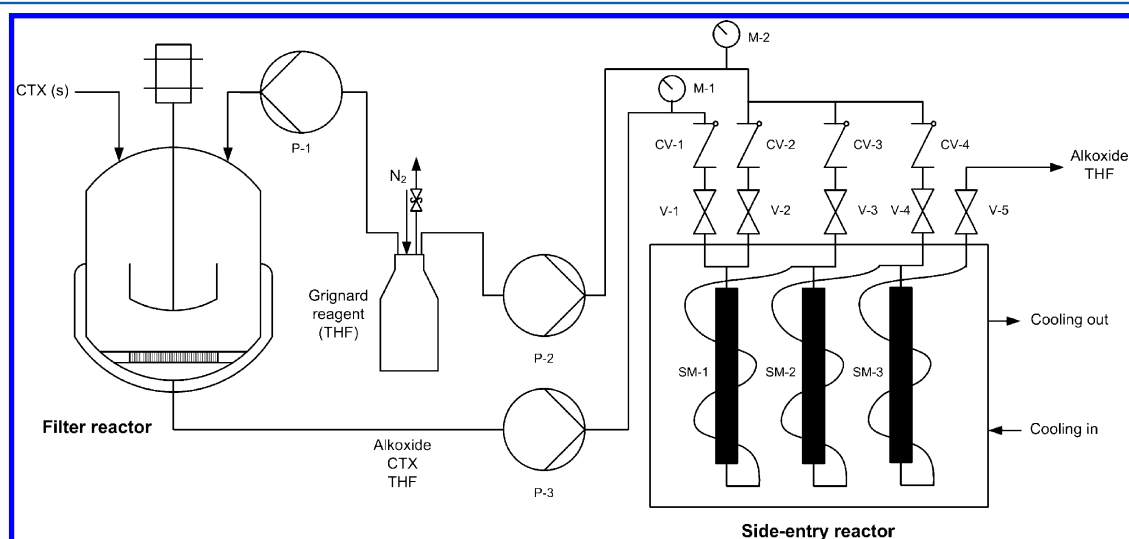 M-2
CTX (s)
M-1
P-1
CV-1
CV-2
CV-3
CV-4
Alkoxide
THF
N2
V-1
V-2
V-3
V-4
V-5
Grignard
reagent
(THF)
P-2
Cooling out
SM-1
SM-2
SM-3
Filter reactor
Alkoxide
CTX
THF
Cooling in
P-3
Side-entry reactor